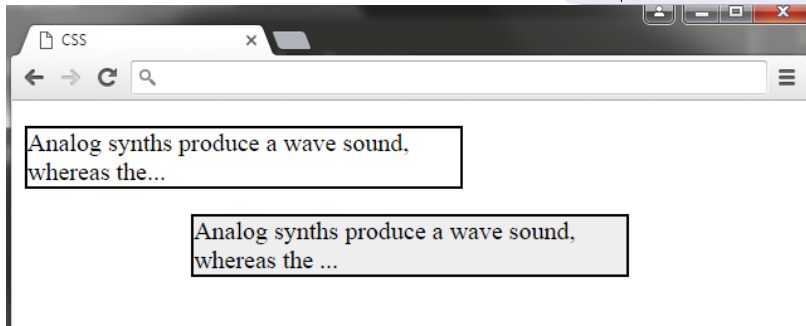 CSS
Analog synths produce a wave sound,
whereas the...
Analog synths produce a wave sound,
whereas the ...